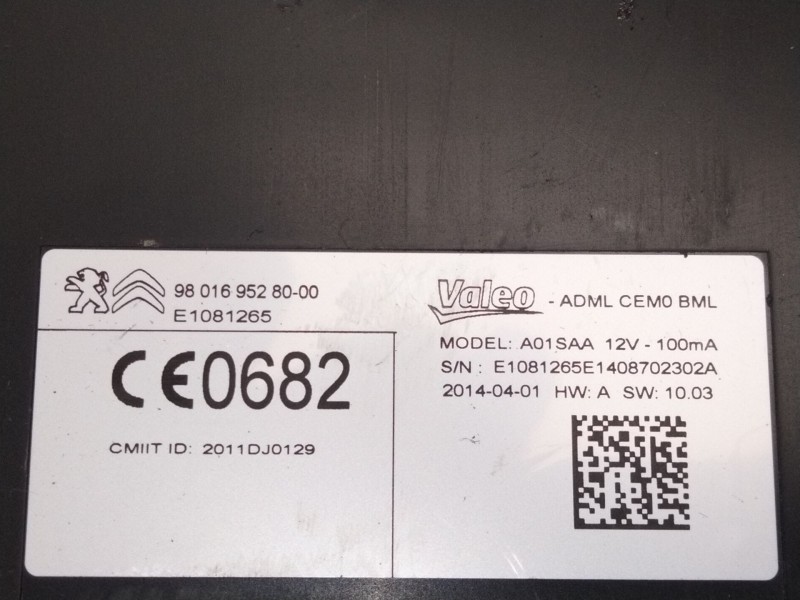 98 016 952 80-00
E1081265
CE0682
CMIIT ID: 2011DJ0129
Valeo - ADML CEM0 BML
MODEL: A01SAA 12V - 100mA
S/N : E1081265E1408702302A
2014-04-01 HW: A SW: 10.03